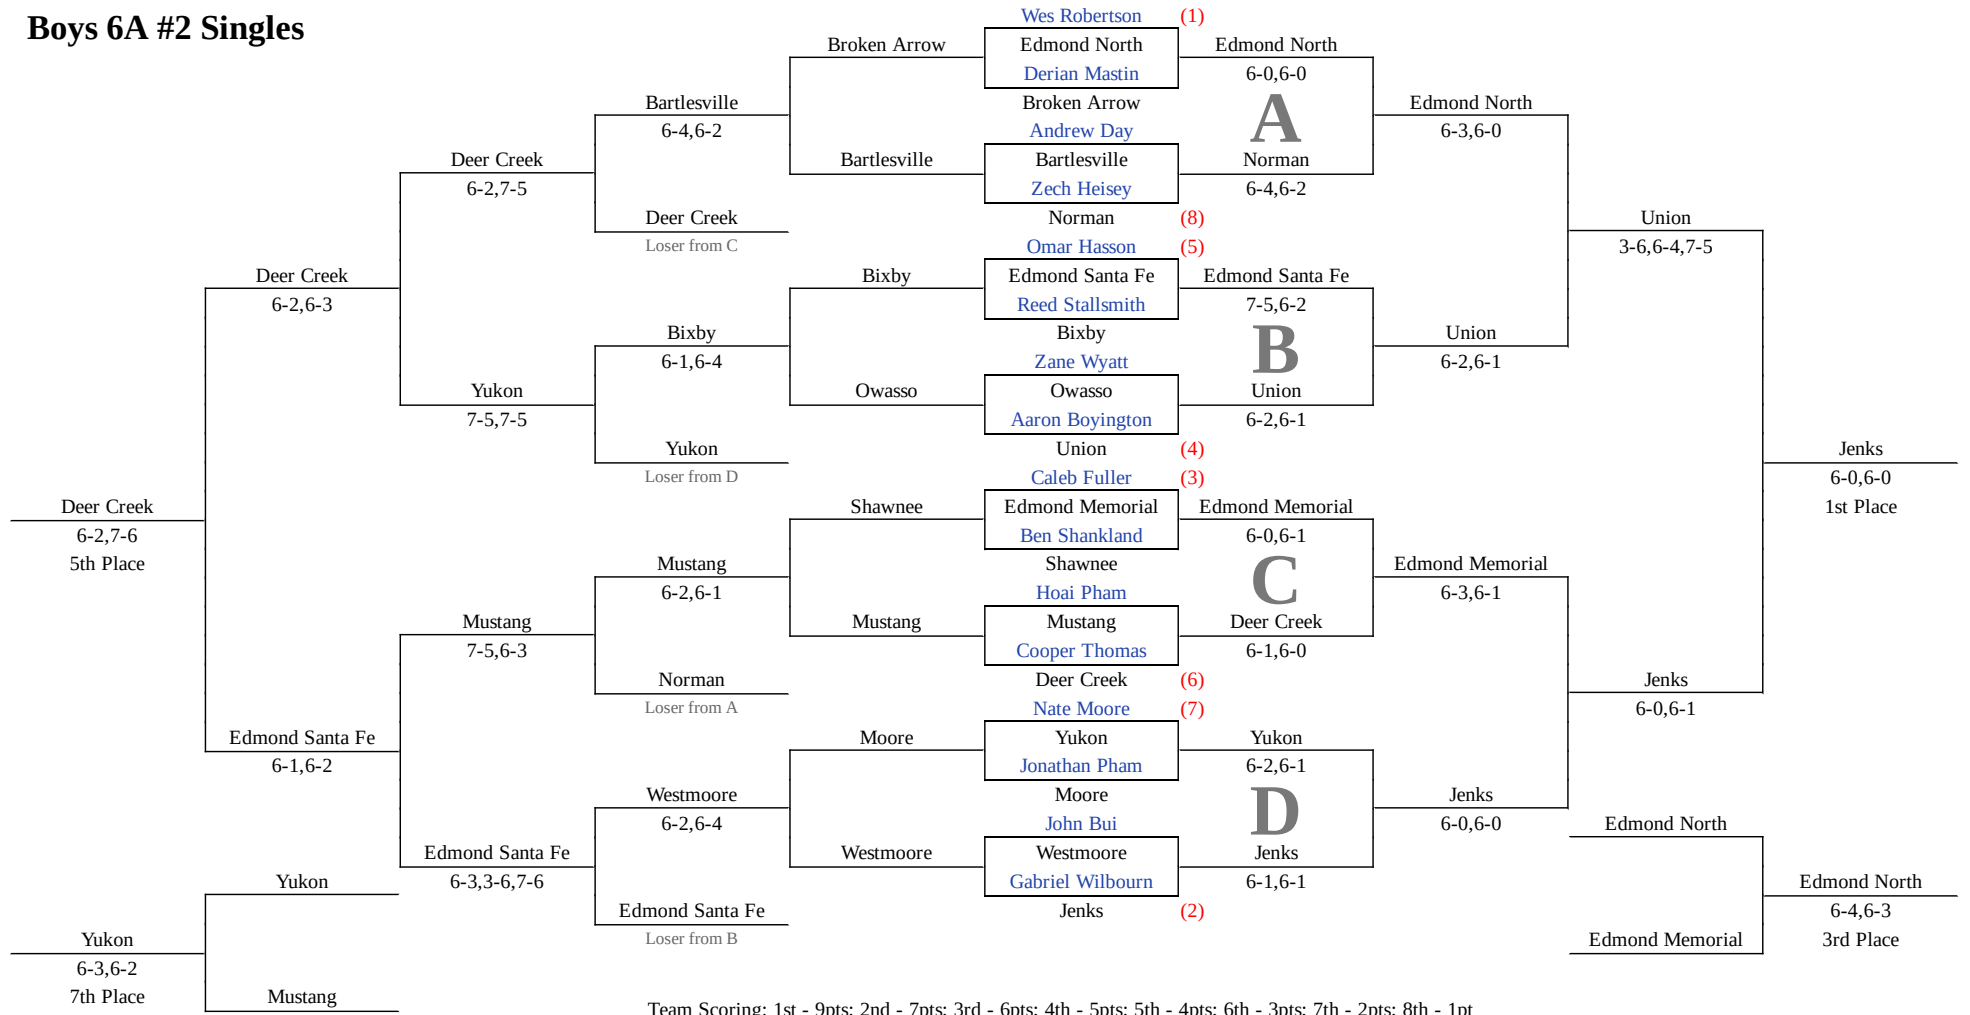 Boys 6A #2 Singles
Wes Robertson (1)
Broken Arrow Edmond North Edmond North
Derian Mastin 6-0,6-0
Bartlesville Broken Arrow A Edmond North
6-4,6-2 Andrew Day 6-3,6-0
Deer Creek Bartlesville Bartlesville Norman
6-2,7-5 Zech Heisey 6-4,6-2
Deer Creek Norman (8) Union
Loser from C Omar Hasson (5) 3-6,6-4,7-5
Deer Creek Bixby Edmond Santa Fe Edmond Santa Fe
6-2,6-3 Reed Stallsmith 7-5,6-2
Bixby Bixby B Union
6-1,6-4 Zane Wyatt 6-2,6-1
Yukon Owasso Owasso Union
7-5,7-5 Aaron Boyington 6-2,6-1
Yukon Union (4) Jenks
Loser from D Caleb Fuller (3) 6-0,6-0
Deer Creek Shawnee Edmond Memorial Edmond Memorial 1st Place
6-2,7-6 Ben Shankland 6-0,6-1
5th Place Mustang Shawnee C Edmond Memorial
6-2,6-1 Hoai Pham 6-3,6-1
Mustang Mustang Mustang Deer Creek
7-5,6-3 Cooper Thomas 6-1,6-0
Norman Deer Creek (6) Jenks
Loser from A Nate Moore (7) 6-0,6-1
Edmond Santa Fe Moore Yukon Yukon
6-1,6-2 Jonathan Pham 6-2,6-1
Westmoore Moore D Jenks
6-2,6-4 John Bui 6-0,6-0 Edmond North
Edmond Santa Fe Westmoore Westmoore Jenks
Yukon 6-3,3-6,7-6 Gabriel Wilbourn 6-1,6-1 Edmond North
Edmond Santa Fe Jenks (2) 6-4,6-3
Yukon Loser from B Edmond Memorial 3rd Place
6-3,6-2
7th Place Mustang
Team Scoring: 1st - 9pts; 2nd - 7pts; 3rd - 6pts; 4th - 5pts; 5th - 4pts; 6th - 3pts; 7th - 2pts; 8th - 1pt